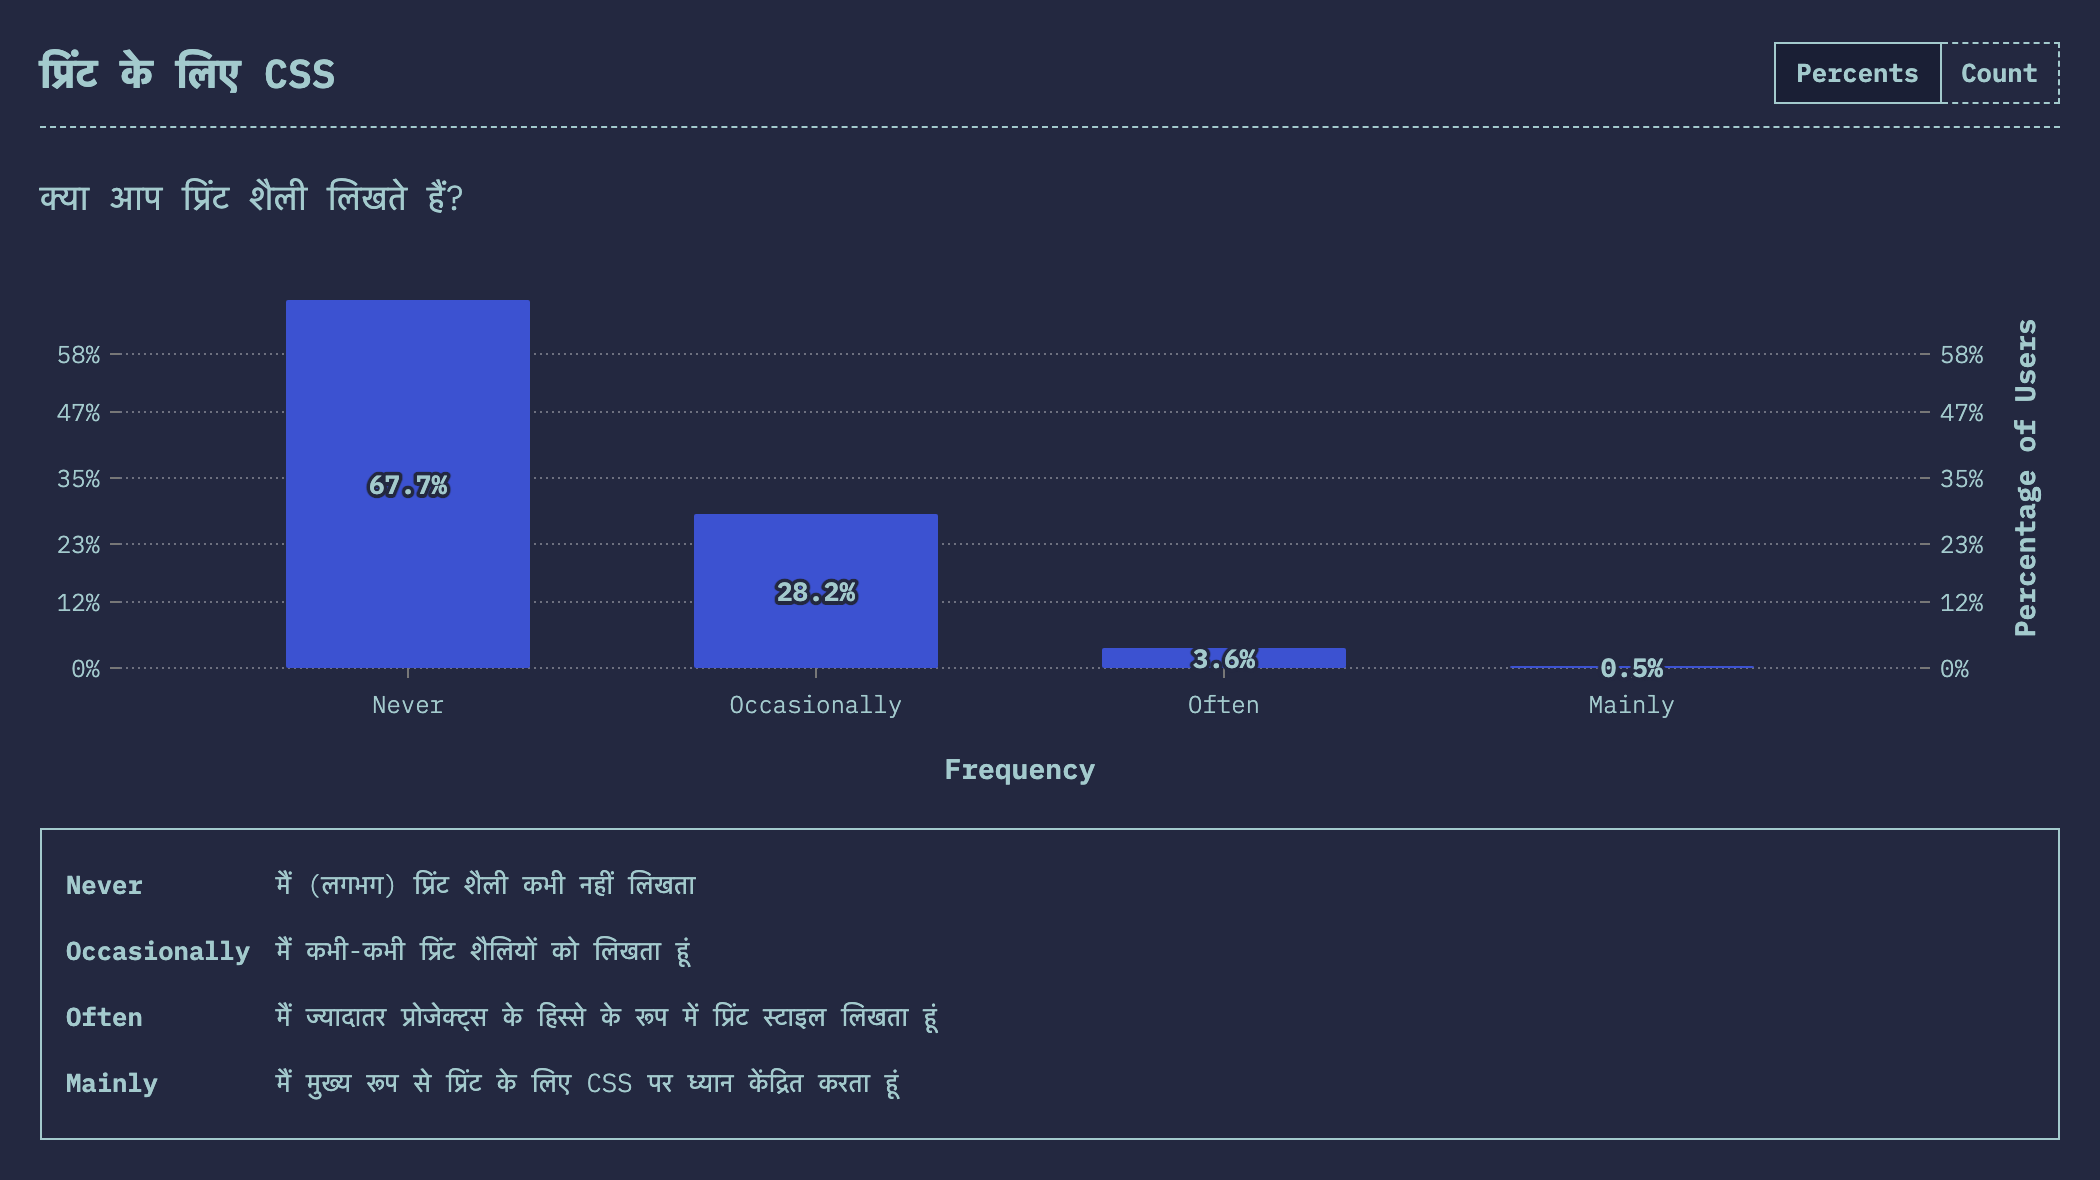 प्रिंट के लिए CSS
Percents Count
क्या आप प्रिंट शैली लिखते हैं?
58% 58%
47% 47%
35% 35%
23% 23%
12% 12%
0% 0%
67.7%
28.2%
3.6%
0.5%
Percentage of Users
Never Occasionally Often Mainly
Frequency
Never मैं (लगभग) प्रिंट शैली कभी नहीं लिखता
Occasionally मैं कभी-कभी प्रिंट शैलियों को लिखता हूं
Often मैं ज्यादातर प्रोजेक्ट्स के हिस्से के रूप में प्रिंट स्टाइल लिखता हूं
Mainly मैं मुख्य रूप से प्रिंट के लिए CSS पर ध्यान केंद्रित करता हूं